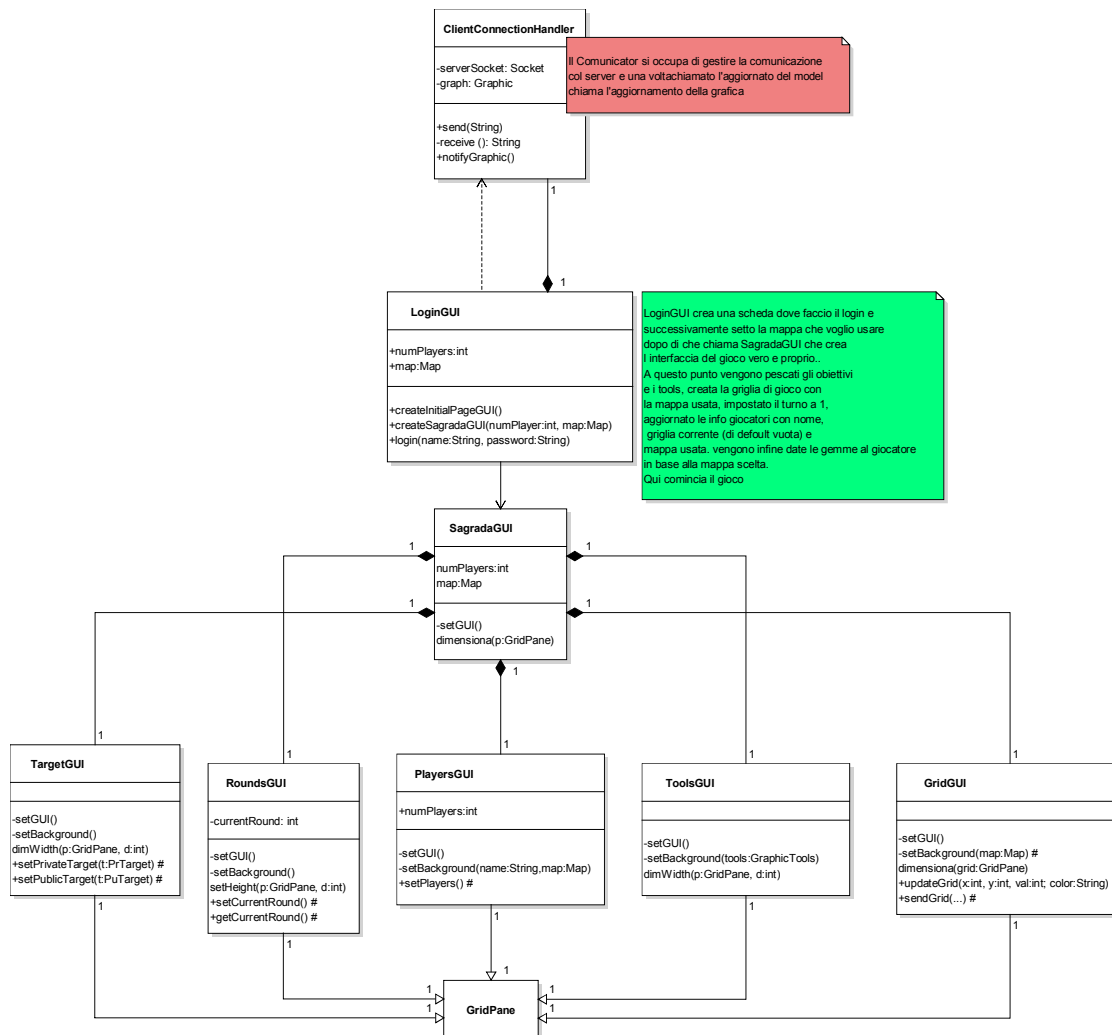 ClientConnectionHandler
-serverSocket: Socket
-graph: Graphic
+send(String)
-receive (): String
+notifyGraphic()
Il Comunicator si occupa di gestire la comunicazione
col server e una voltachiamato l'aggiornato del model
chiama l'aggiornamento della grafica
1
1
LoginGUI
+numPlayers:int
+map:Map
+createInitialPageGUI()
+createSagradaGUI(numPlayer:int, map:Map)
+login(name:String, password:String)
LoginGUI crea una scheda dove faccio il login e
successivamente setto la mappa che voglio usare
dopo di che chiama SagradaGUI che crea
l interfaccia del gioco vero e proprio..
A questo punto vengono pescati gli obiettivi
e i tools, creata la griglia di gioco con
la mappa usata, impostato il turno a 1,
aggiornato le info giocatori con nome,
griglia corrente (di defoult vuota) e
mappa usata. vengono infine date le gemme al giocatore
in base alla mappa scelta.
Qui comincia il gioco
SagradaGUI
numPlayers:int
map:Map
-setGUI()
dimensiona(p:GridPane)
1
1
1
1
1
1
1
1
1
1
TargetGUI
-setGUI()
-setBackground()
dimWidth(p:GridPane, d:int)
+setPrivateTarget(t:PrTarget) #
+setPublicTarget(t:PuTarget) #
RoundsGUI
-currentRound: int
-setGUI()
-setBackground()
setHeight(p:GridPane, d:int)
+setCurrentRound() #
+getCurrentRound() #
PlayersGUI
+numPlayers:int
-setGUI()
-setBackground(name:String,map:Map)
+setPlayers() #
ToolsGUI
-setGUI()
-setBackground(tools:GraphicTools)
dimWidth(p:GridPane, d:int)
GridGUI
-setGUI()
-setBackground(map:Map) #
dimensiona(grid:GridPane)
+updateGrid(x:int, y:int, val:int; color:String)
+sendGrid(...) #
1
1
1
1
1
1
1
1
1
1
GridPane